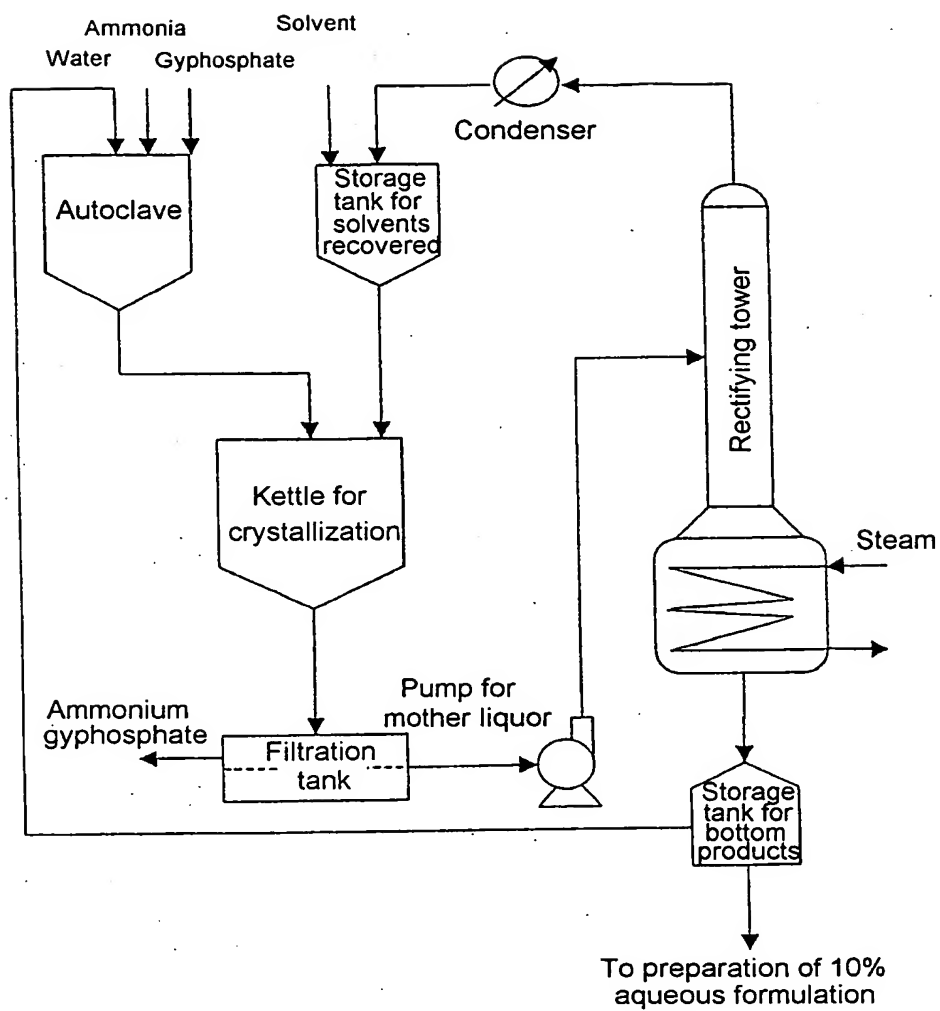 Ammonia
Solvent
Water
Gyphosphate
Condenser
Autoclave
Storage
tank for
solvents
recovered
Rectifying tower
Kettle for
crystallization
Steam
Ammonium
gyphosphate
Filtration
tank
Pump for
mother liquor
Storage
tank for
bottom
products
To preparation of 10%
aqueous formulation